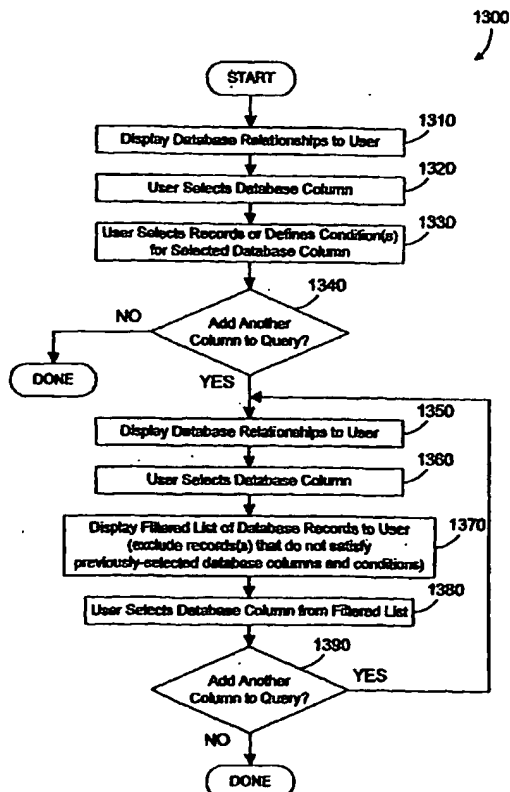 1300
START
1310
Display Database Relationships to User
1320
User Selects Database Column
1330
User Selects Records or Defines Condition(s)
for Selected Database Column
1340
NO
Add Another
Column to Query?
DONE
YES
1350
Display Database Relationships to User
1360
User Selects Database Column
1370
Display Filtered List of Database Records to User
(exclude records(s) that do not satisfy
previously-selected database columns and conditions)
1380
User Selects Database Column from Filtered List
1390
YES
Add Another
Column to Query?
NO
DONE